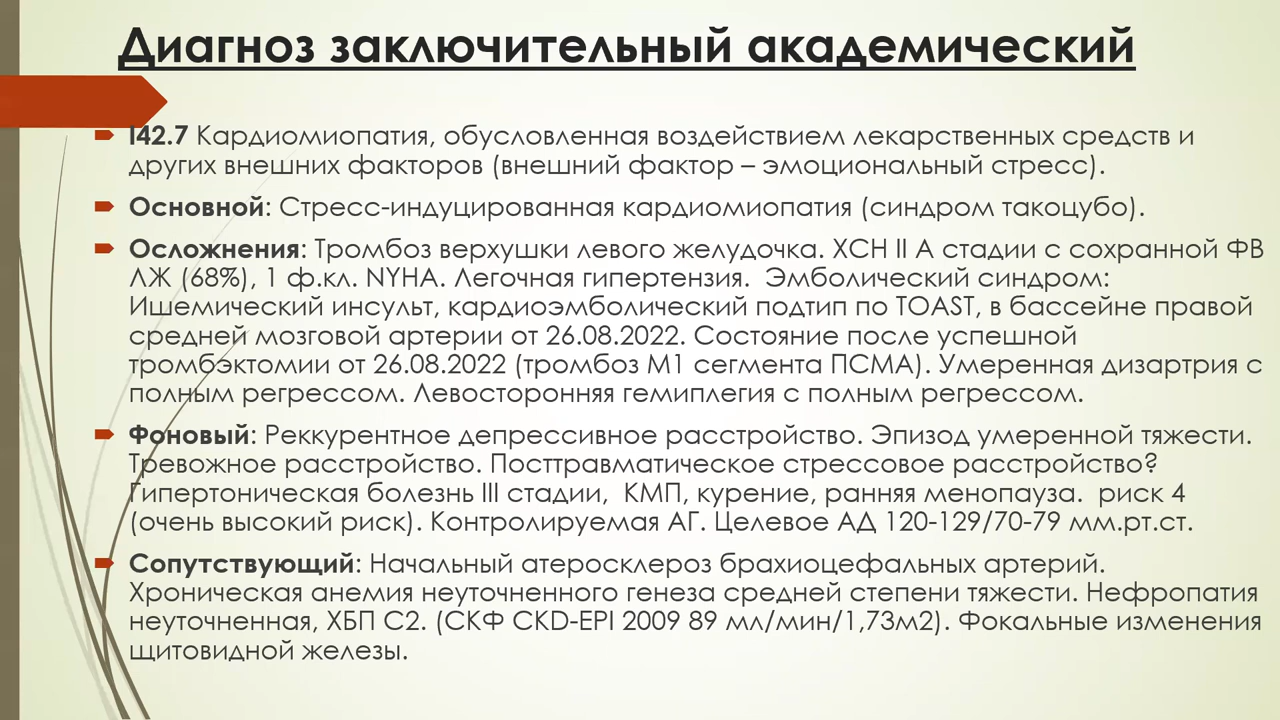 Диагноз заключительный академический
I42.7 Кардиомиопатия, обусловленная воздействием лекарственных средств и
других внешних факторов (внешний фактор – эмоциональный стресс).
Основной: Стресс-индуцированная кардиомиопатия (синдром такоцубо).
Осложнения: Тромбоз верхушки левого желудочка. ХСН II А стадии с сохранной ФВ
ЛЖ (68%), 1 ф.кл. NYHA. Легочная гипертензия. Эмболический синдром:
Ишемический инсульт, кардиоэмболический подтип по TOAST, в бассейне правой
средней мозговой артерии от 26.08.2022. Состояние после успешной
тромбэктомии от 26.08.2022 (тромбоз М1 сегмента ПСМА). Умеренная дизартрия с
полным регрессом. Левосторонняя гемиплегия с полным регрессом.
Фоновый: Реккурентное депрессивное расстройство. Эпизод умеренной тяжести.
Тревожное расстройство. Посттравматическое стрессовое расстройство?
Гипертоническая болезнь III стадии, КМП, курение, ранняя менопауза. риск 4
(очень высокий риск). Контролируемая АГ. Целевое АД 120-129/70-79 мм.рт.ст.
Сопутствующий: Начальный атеросклероз брахиоцефальных артерий.
Хроническая анемия неуточненного генеза средней степени тяжести. Нефропатия
неуточненная, ХБП С2. (СКФ CKD-EPI 2009 89 мл/мин/1,73м2). Фокальные изменения
щитовидной железы.